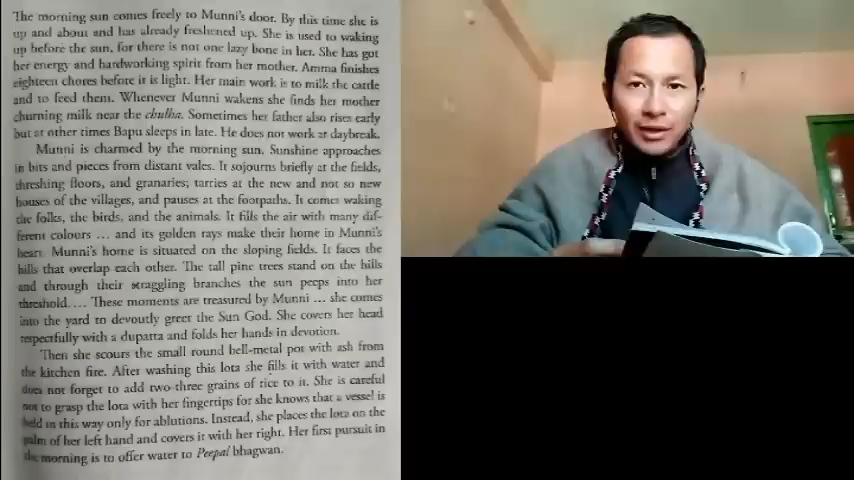 The morning sun comes freely to Munni's door. By this time she is
up and about and has already freshened up. She is used to waking
up before the sun, for there is not one lazy bone in her. She has got
her energy and hardworking spirit from her mother. Amma finishes
eighteen chores before it is light. Her main work is to milk the cattle
and to feed them. Whenever Munni wakens she finds her mother
churning milk near the chulha. Sometimes her father also rises early
but at other times Bapu sleeps in late. He does not work at daybreak.
Munni is charmed by the morning sun. Sunshine approaches
in bits and pieces from distant vales. It sojourns briefly at the fields,
threshing floors, and granaries; tarries at the new and not so new
houses of the villages, and pauses at the footpaths. It comes waking
the folks, the birds, and the animals. It fills the air with many dif-
ferent colours ... and its golden rays make their home in Munni's
heart. Munni's home is situated on the sloping fields. It faces the
hills that overlap each other. The tall pine trees stand on the hills
and through their straggling branches the sun peeps into her
threshold.... These moments are treasured by Munni ... she comes
into the yard to devoutly greet the Sun God. She covers her head
respectfully with a dupatta and folds her hands in devotion.
Then she scours the small round bell-metal pot with ash from
the kitchen fire. After washing this lota she fills it with water and
does not forget to add two-three grains of rice to it. She is careful
not to grasp the lota with her fingertips for she knows that a vessel is
held in this way only for ablutions. Instead, she places the lota on the
palm of her left hand and covers it with her right. Her first pursuit in
the morning is to offer water to Peepal bhagwan.